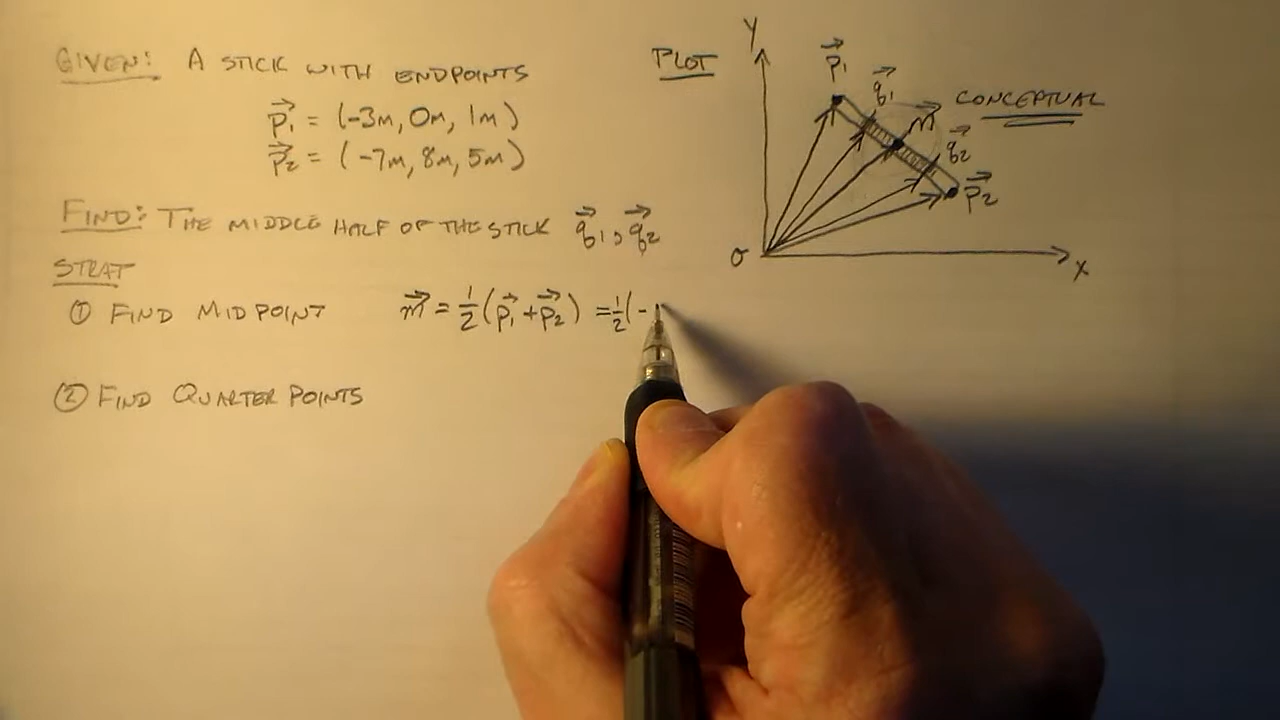 GIVEN: A STICK WITH ENDPOINTS
p⃗1 = (-3m, 0m, 1m)
p⃗2 = (-7m, 8m, 5m)
FIND: THE MIDDLE HALF OF THE STICK q⃗1, q⃗2
STRAT
① FIND MIDPOINT m⃗ = 1/2(p⃗1+p⃗2) = 1/2(-1
② FIND QUARTER POINTS
PLOT
Y
p⃗1
q⃗1
m⃗
CONCEPTUAL
q⃗2
p⃗2
O
X